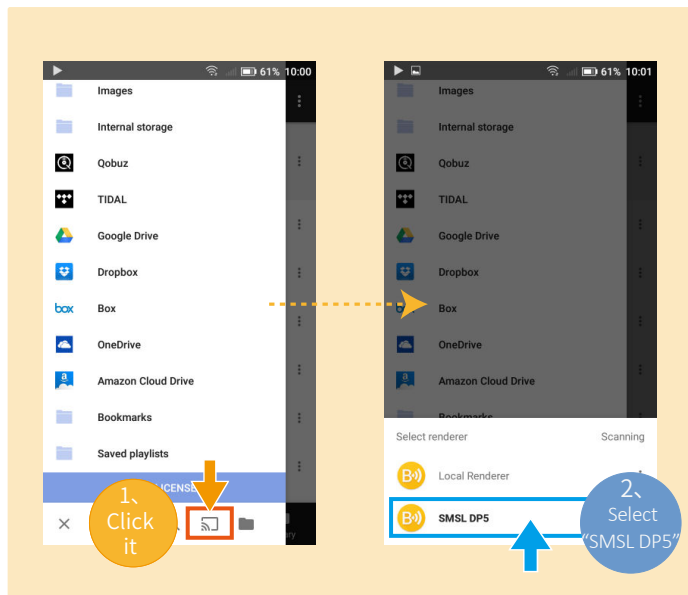 61% 10:00
Images
Internal storage
Qobuz
TIDAL
Google Drive
Dropbox
box
Box
OneDrive
a
Amazon Cloud Drive
Bookmarks
Saved playlists
LICENSE
1、
Click
it
61% 10:01
Images
Internal storage
Qobuz
TIDAL
Google Drive
Dropbox
Box
OneDrive
a
Amazon Cloud Drive
Bookmarks
Select renderer
Scanning
Local Renderer
SMSL DP5
2、
Select
“SMSL DP5”